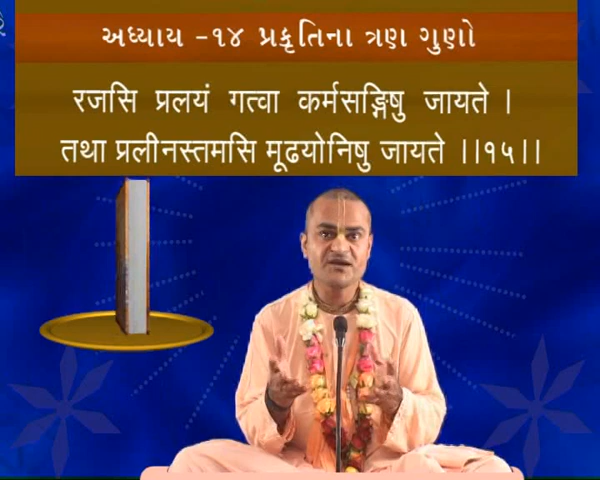 અધ્યાય -૧૪ પ્રકૃતિના ત્રણ ગુણો
रजसि प्रलयं गत्वा कर्मसङ्गिषु जायते ।
तथा प्रलीनस्तमसि मूढयोनिषु जायते ।।१५।।